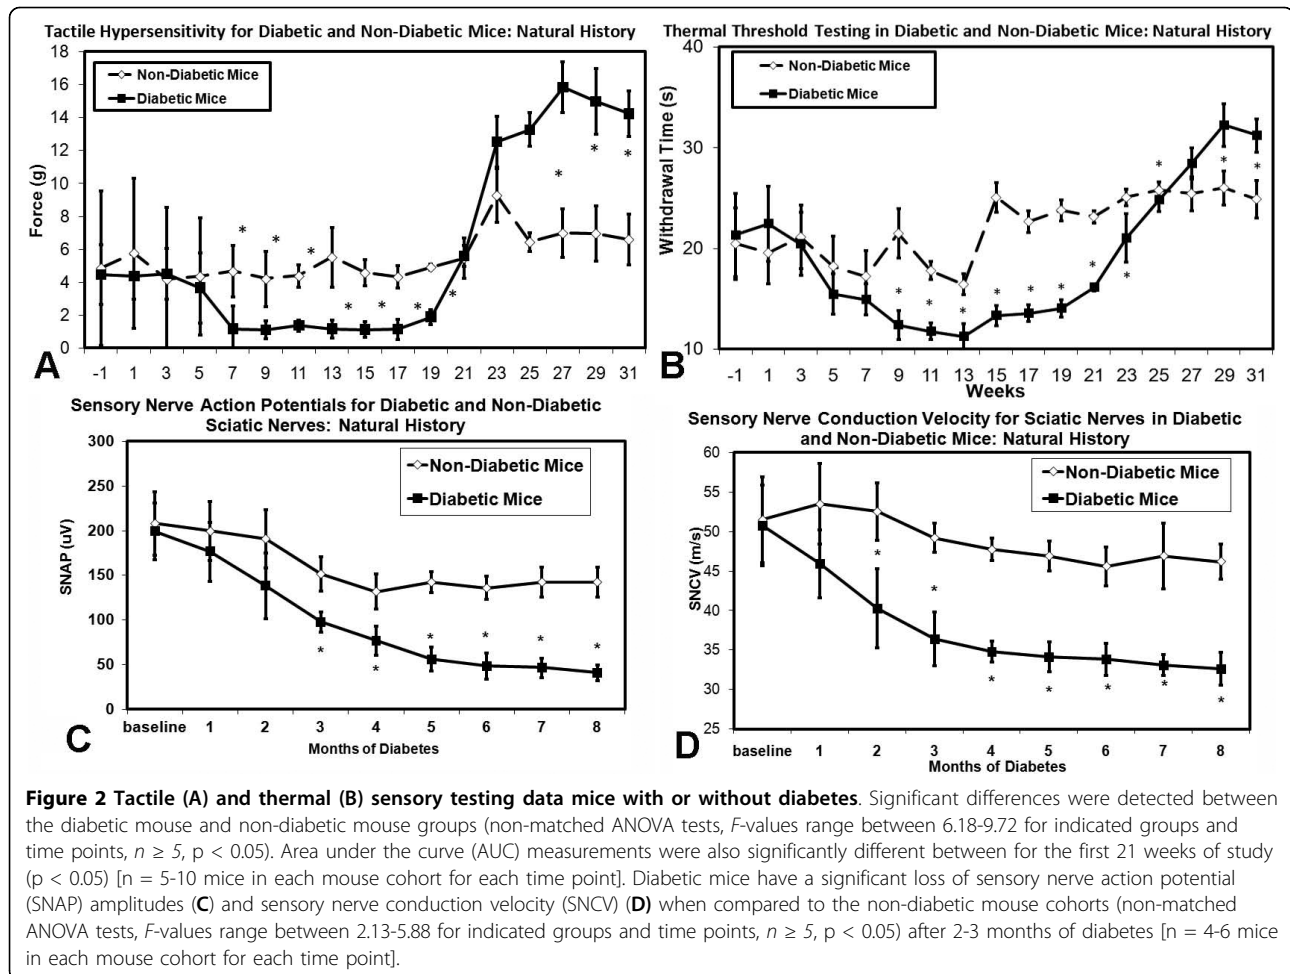 Tactile Hypersensitivity for Diabetic and Non-Diabetic Mice: Natural History
18
16
14
12
10
8
6
4
2
0
Force (g)
Non-Diabetic Mice
Diabetic Mice
* * * * * * * * * *
-1 1 3 5 7 9 11 13 15 17 19 21 23 25 27 29 31
A
Thermal Threshold Testing in Diabetic and Non-Diabetic Mice: Natural History
40
30
20
10
Withdrawal Time (s)
Non-Diabetic Mice
Diabetic Mice
* * * * * * * * * * *
-1 1 3 5 7 9 11 13 15 17 19 21 23 25 27 29 31
Weeks
B
Sensory Nerve Action Potentials for Diabetic and Non-Diabetic
Sciatic Nerves: Natural History
300
250
200
150
100
50
0
SNAP (uV)
Non-Diabetic Mice
Diabetic Mice
* * * * * *
baseline 1 2 3 4 5 6 7 8
Months of Diabetes
C
Sensory Nerve Conduction Velocity for Sciatic Nerves in Diabetic
and Non-Diabetic Mice: Natural History
60
55
50
45
40
35
30
25
SNCV (m/s)
Non-Diabetic Mice
Diabetic Mice
* * * * * * *
baseline 1 2 3 4 5 6 7 8
Months of Diabetes
D
Figure 2 Tactile (A) and thermal (B) sensory testing data mice with or without diabetes. Significant differences were detected between
the diabetic mouse and non-diabetic mouse groups (non-matched ANOVA tests, F-values range between 6.18-9.72 for indicated groups and
time points, n ≥ 5, p < 0.05). Area under the curve (AUC) measurements were also significantly different between for the first 21 weeks of study
(p < 0.05) [n = 5-10 mice in each mouse cohort for each time point]. Diabetic mice have a significant loss of sensory nerve action potential
(SNAP) amplitudes (C) and sensory nerve conduction velocity (SNCV) (D) when compared to the non-diabetic mouse cohorts (non-matched
ANOVA tests, F-values range between 2.13-5.88 for indicated groups and time points, n ≥ 5, p < 0.05) after 2-3 months of diabetes [n = 4-6 mice
in each mouse cohort for each time point].